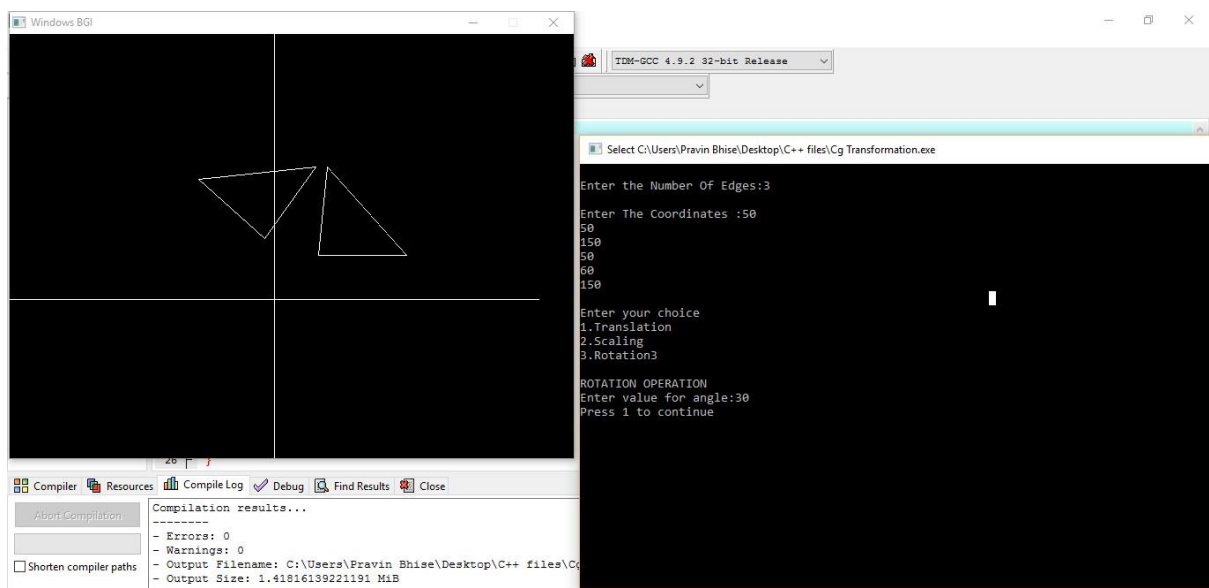 Windows BGI
TDM-GCC 4.9.2 32-bit Release
Select C:\Users\Pravin Bhise\Desktop\C++ files\Cg Transformation.exe
Enter the Number Of Edges:3
Enter The Coordinates :50
50
150
50
60
150
Enter your choice
1.Translation
2.Scaling
3.Rotation3
ROTATION OPERATION
Enter value for angle:30
Press 1 to continue
26 }
Compiler Resources Compile Log Debug Find Results Close
Abort Compilation
Shorten compiler paths
Compilation results...
--------
- Errors: 0
- Warnings: 0
- Output Filename: C:\Users\Pravin Bhise\Desktop\C++ files\Cg
- Output Size: 1.41816139221191 MiB